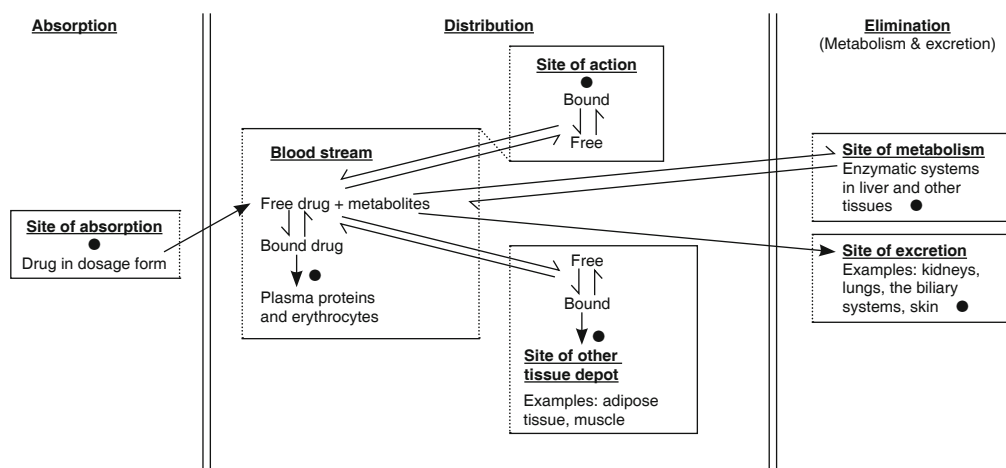 Absorption
Distribution
Elimination
(Metabolism & excretion)
Site of action
Bound
Free
Blood stream
Free drug + metabolites
Bound drug
Plasma proteins
and erythrocytes
Site of absorption
Drug in dosage form
Free
Bound
Site of other
tissue depot
Examples: adipose
tissue, muscle
Site of metabolism
Enzymatic systems
in liver and other
tissues
Site of excretion
Examples: kidneys,
lungs, the biliary
systems, skin